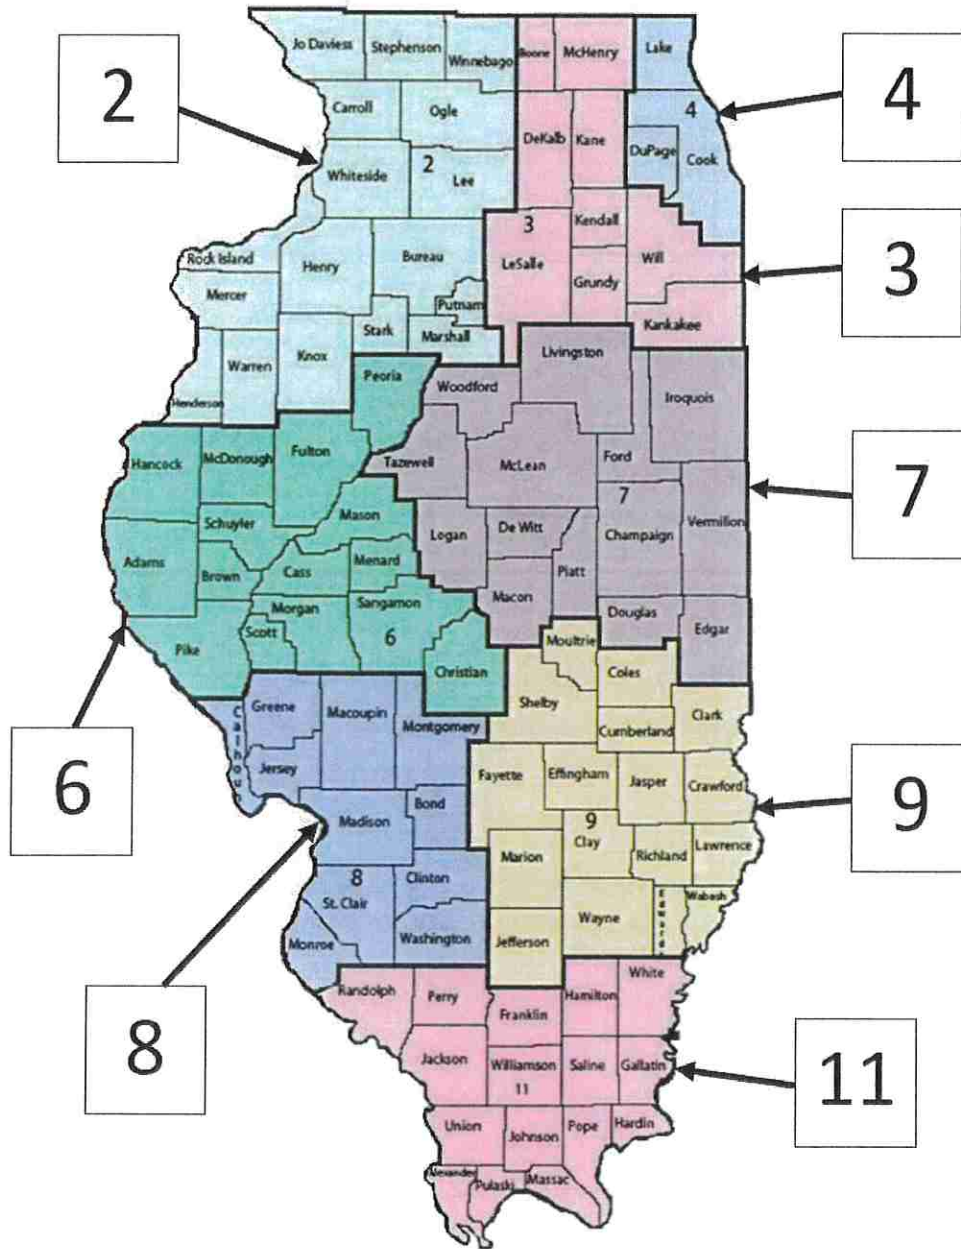 Jo Daviess
Stephenson
Winnebago
Boone
McHenry
Lake
2
4
Carroll
Ogle
4
DeKalb
Kane
DuPage
Cook
Whiteside
2
Lee
3
Kendall
3
Rock Island
Henry
Bureau
LeSalle
Will
Mercer
Putnam
Grundy
Stark
Marshall
Kankakee
Knox
Warren
Livingston
Peoria
Woodford
Henderson
Iroquois
Hancock
McDonough
Fulton
Tazewell
McLean
Ford
7
7
Mason
Schuyler
Logan
De Witt
Champaign
Vermilion
Adams
Brown
Cass
Menard
Piatt
Macon
Morgan
Sangamon
Douglas
Scott
6
Edgar
Pike
Moultrie
Christian
Coles
6
Calhoun
Greene
Macoupin
Montgomery
Shelby
Cumberland
Clark
Jersey
Fayette
Effingham
Jasper
Crawford
9
Madison
Bond
9
Clay
Richland
Lawrence
Marion
8
Clinton
St. Clair
Wayne
Edward
Wabash
Monroe
Washington
Jefferson
8
Randolph
Perry
Franklin
Hamilton
White
Jackson
Williamson
11
Saline
Gallatin
11
Union
Johnson
Pope
Hardin
Alexander
Pulaski
Massac